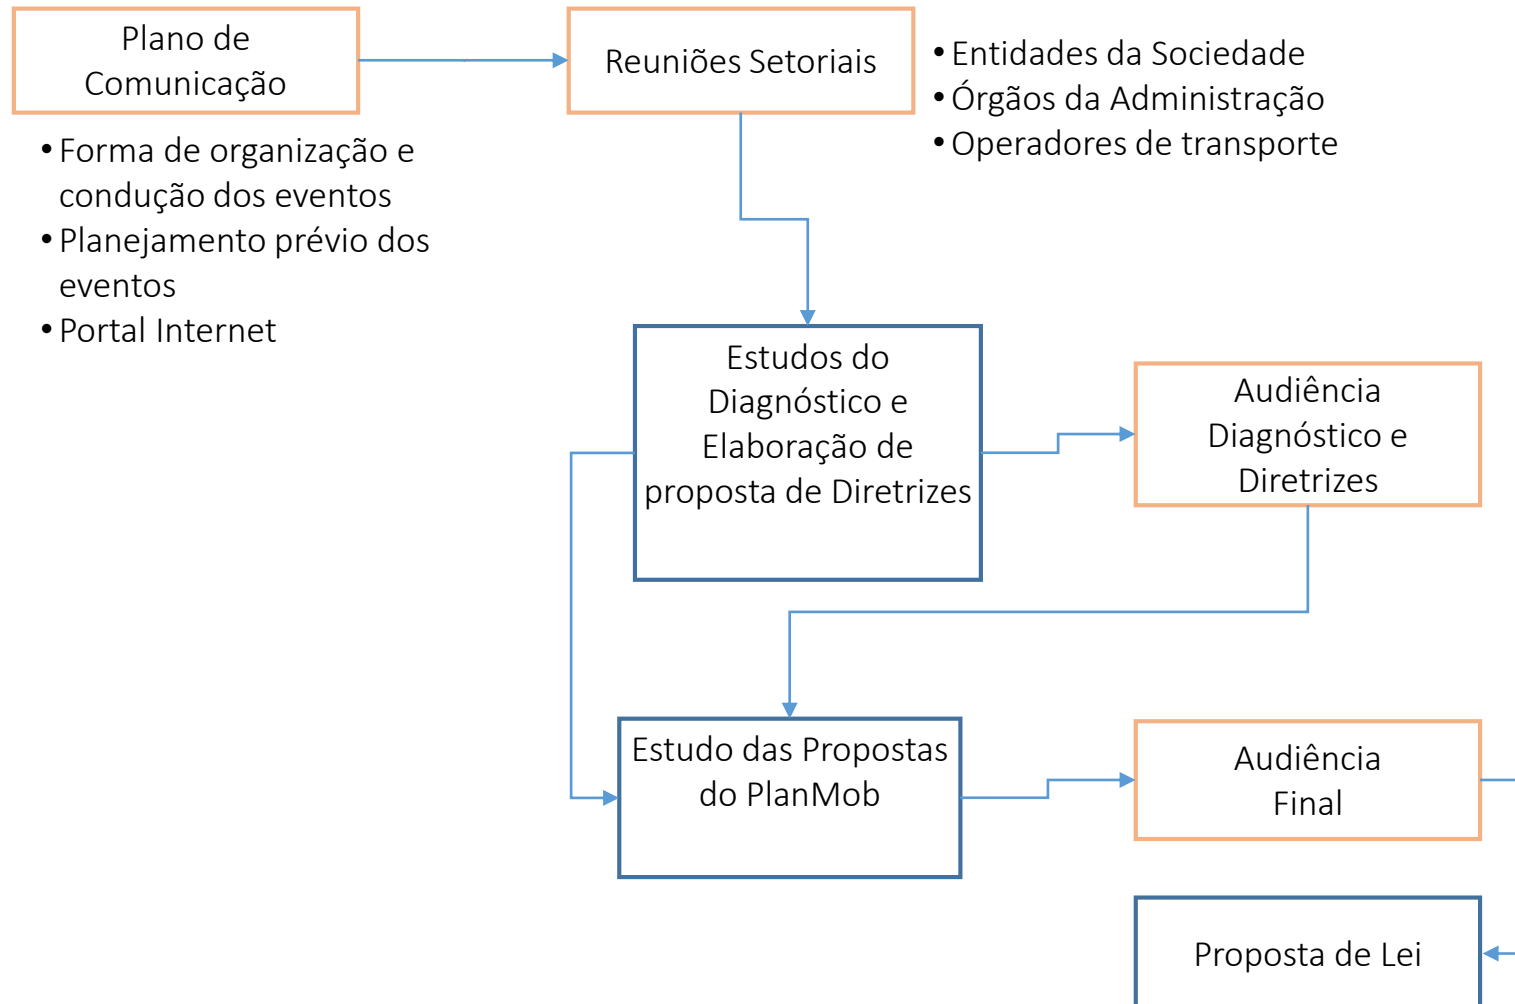 Plano de
Comunicação
Reuniões Setoriais
• Entidades da Sociedade
• Órgãos da Administração
• Operadores de transporte
• Forma de organização e
condução dos eventos
• Planejamento prévio dos
eventos
• Portal Internet
Estudos do
Diagnóstico e
Elaboração de
proposta de Diretrizes
Audiência
Diagnóstico e
Diretrizes
Estudo das Propostas
do PlanMob
Audiência
Final
Proposta de Lei